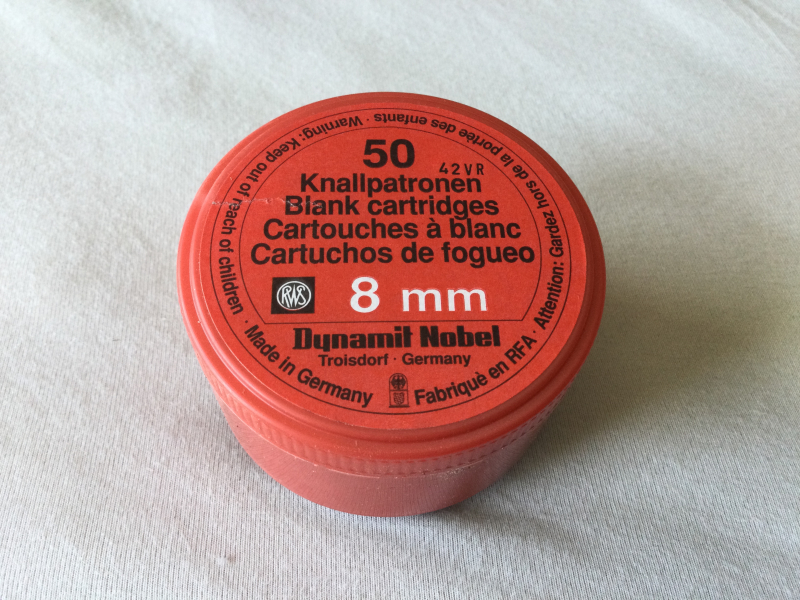 50
42VR
Knallpatronen
Blank cartridges
Cartouches à blanc
Cartuchos de fogueo
RWS
8 mm
Dynamit Nobel
Troisdorf · Germany
Made in Germany
Fabriquè en RFA · Attention: Gardez hors de la portée des enfants · Warning: Keep out of reach of children ·